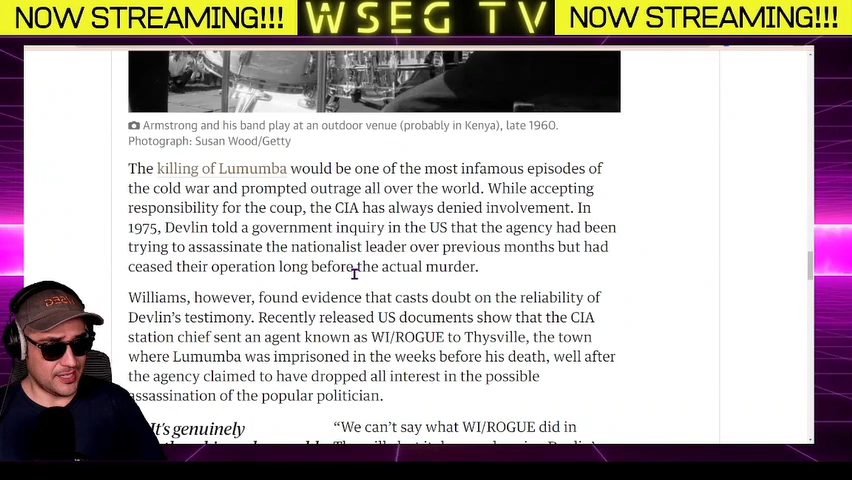 NOW STREAMING!!! WSEG TV NOW STREAMING!!!
Armstrong and his band play at an outdoor venue (probably in Kenya), late 1960.
Photograph: Susan Wood/Getty
The killing of Lumumba would be one of the most infamous episodes of
the cold war and prompted outrage all over the world. While accepting
responsibility for the coup, the CIA has always denied involvement. In
1975, Devlin told a government inquiry in the US that the agency had been
trying to assassinate the nationalist leader over previous months but had
ceased their operation long before the actual murder.
Williams, however, found evidence that casts doubt on the reliability of
Devlin’s testimony. Recently released US documents show that the CIA
station chief sent an agent known as WI/ROGUE to Thysville, the town
where Lumumba was imprisoned in the weeks before his death, well after
the agency claimed to have dropped all interest in the possible
assassination of the popular politician.
It’s genuinely
“We can’t say what WI/ROGUE did in